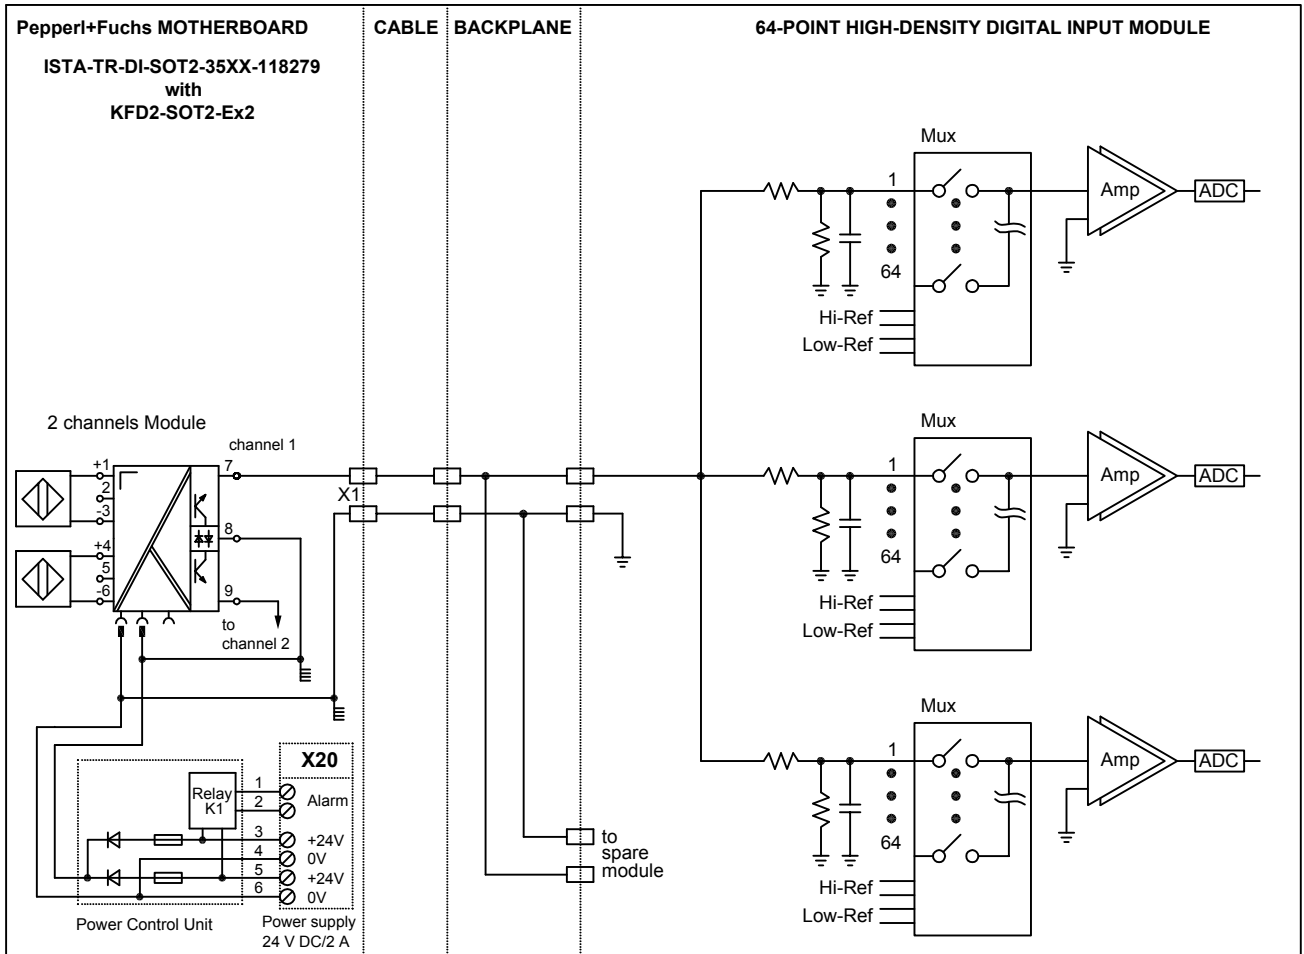 Pepperl+Fuchs MOTHERBOARD
CABLE
BACKPLANE
64-POINT HIGH-DENSITY DIGITAL INPUT MODULE
ISTA-TR-DI-SOT2-35XX-118279
with
KFD2-SOT2-Ex2
Mux
1
64
Hi-Ref
Low-Ref
Amp
ADC
2 channels Module
channel 1
+1
2
-3
+4
5
-6
7
8
9
to
channel 2
X1
Mux
1
64
Hi-Ref
Low-Ref
Amp
ADC
Mux
1
64
Hi-Ref
Low-Ref
Amp
ADC
to
spare
module
X20
Relay
K1
1
2
Alarm
3
+24V
4
0V
5
+24V
6
0V
Power Control Unit
Power supply
24 V DC/2 A